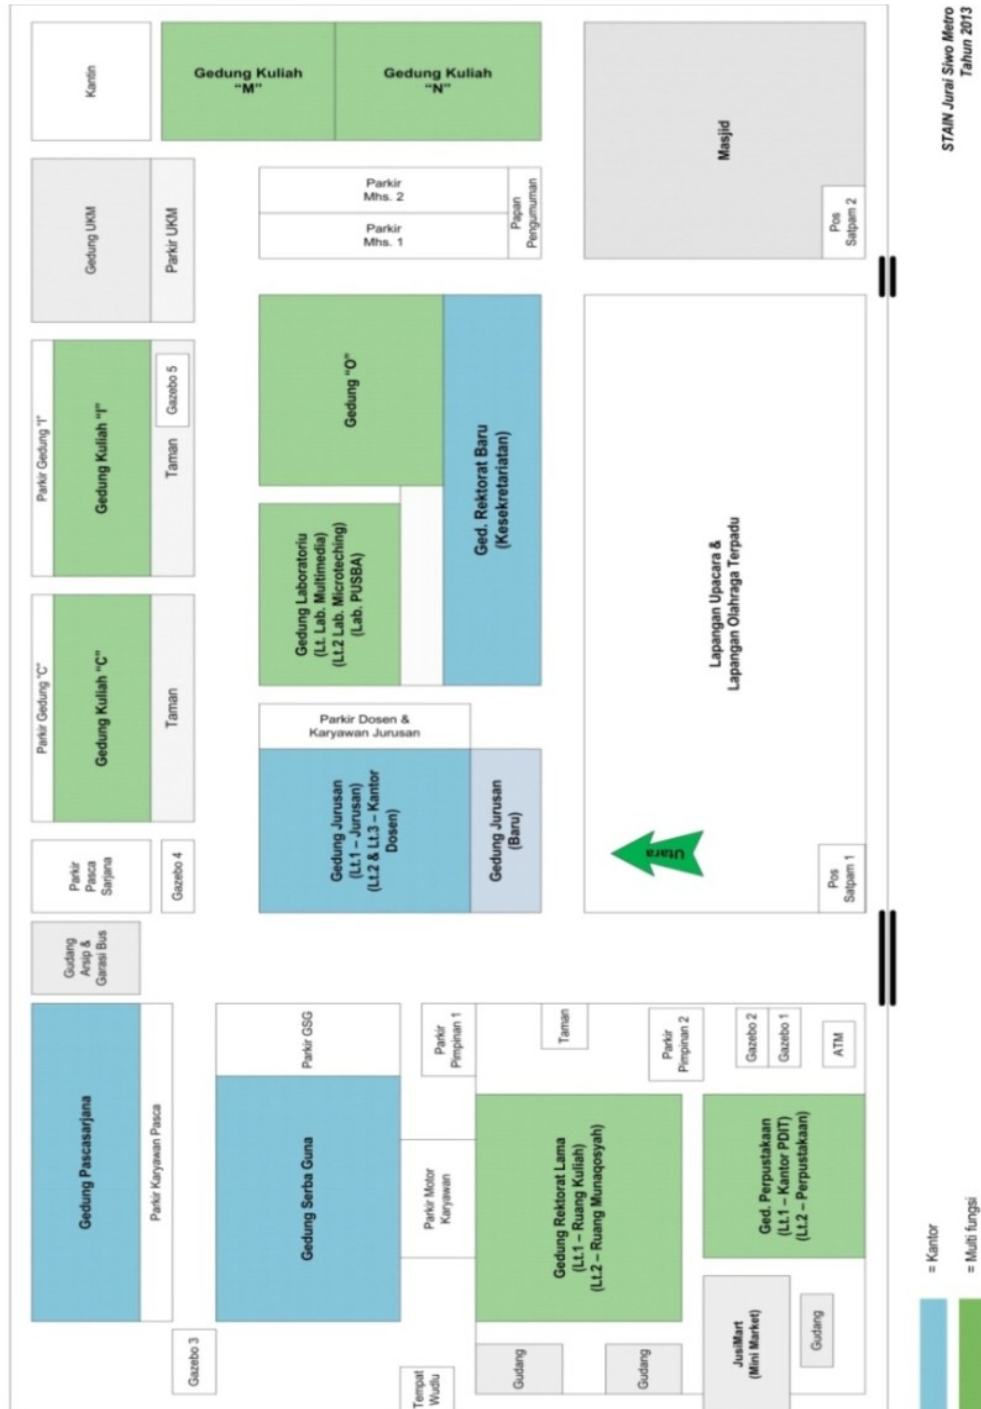 STAIN Jurai Siwo Metro
Tahun 2013
Kantin
Gedung Kuliah
"M"
Gedung Kuliah
"N"
Masjid
Pos
Satpam 2
Gedung UKM
Parkir UKM
Parkir
Mhs. 2
Parkir
Mhs. 1
Papan
Pengumuman
Parkir Gedung "I"
Gedung Kuliah "I"
Taman
Gazebo 5
Gedung "O"
Ged. Rektorat Baru
(Kesekretariatan)
Gedung Laboratoriu
(Lt. Lab. Multimedia)
(Lt.2 Lab. Microteching)
(Lab. PUSBA)
Lapangan Upacara &
Lapangan Olahraga Terpadu
Parkir Gedung "C"
Gedung Kuliah "C"
Taman
Parkir Dosen &
Karyawan Jurusan
Gedung Jurusan
(Lt.1 – Jurusan)
(Lt.2 & Lt.3 – Kantor
Dosen)
Gedung Jurusan
(Baru)
Utara
Pos
Satpam 1
Parkir
Pasca
Sarjana
Gazebo 4
Gudang
Arsip &
Garasi Bus
Gedung Pascasarjana
Parkir Karyawan Pasca
Parkir GSG
Gedung Serba Guna
Parkir
Pimpinan 1
Parkir Motor
Karyawan
Taman
Parkir
Pimpinan 2
Gazebo 2
Gazebo 1
ATM
Gedung Rektorat Lama
(Lt.1 – Ruang Kuliah)
(Lt.2 – Ruang Munaqosyah)
Ged. Perpustakaan
(Lt.1 – Kantor PDIT)
(Lt.2 – Perpustakaan)
Gazebo 3
Tempat
Wudlu
Gudang
Gudang
JusiMart
(Mini Market)
Gudang
= Kantor
= Multi fungsi